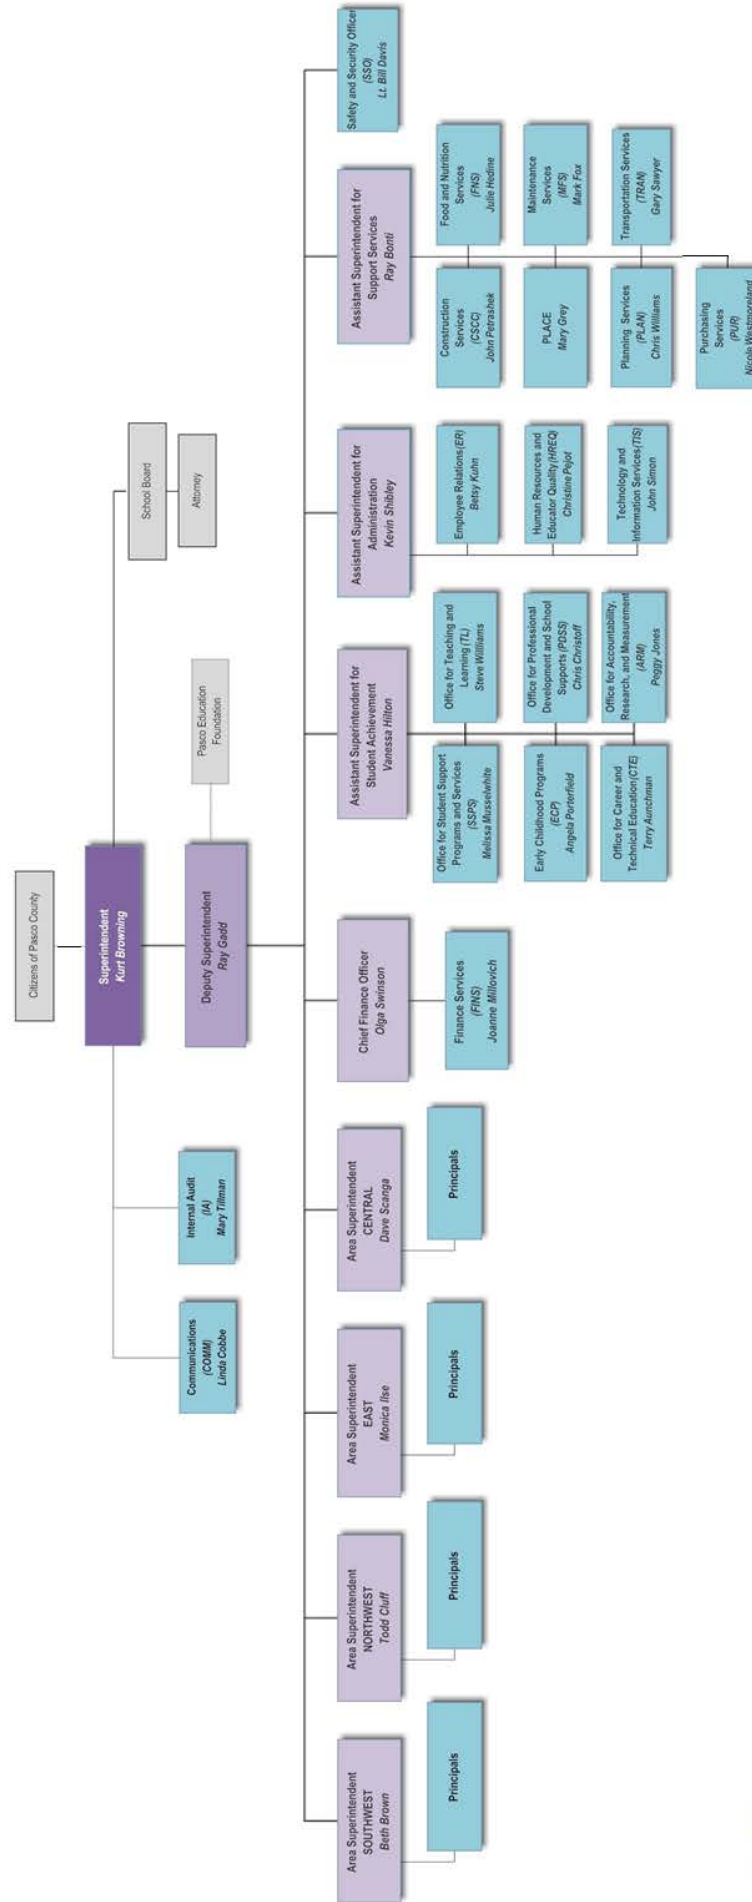 Citizens of Pasco County
Superintendent
Kurt Browning
School Board
Attorney
Communications
(COMM)
Linda Cobbe
Internal Audit
(IA)
Mary Tillman
Deputy Superintendent
Ray Gadd
Pasco Education
Foundation
Area Superintendent
SOUTHWEST
Beth Brown
Principals
Area Superintendent
NORTHWEST
Todd Cluff
Principals
Area Superintendent
EAST
Monica Ilse
Principals
Area Superintendent
CENTRAL
Dave Scanga
Principals
Chief Finance Officer
Olga Swinson
Finance Services
(FINS)
Joanne Millovich
Assistant Superintendent for
Student Achievement
Vanessa Hilton
Office for Student Support
Programs and Services
(SSPS)
Melissa Musselwhite
Office for Teaching and
Learning (TL)
Steve Willliams
Early Childhood Programs
(ECP)
Angela Porterfield
Office for Professional
Development and School
Supports (PDSS)
Chris Christoff
Office for Career and
Technical Education (CTE)
Terry Aunchman
Office for Accountability,
Research, and Measurement
(ARM)
Peggy Jones
Assistant Superintendent for
Administration
Kevin Shibley
Employee Relations (ER)
Betsy Kuhn
Human Resources and
Educator Quality (HREQ)
Christine Pejot
Technology and
Information Services (TIS)
John Simon
Assistant Superintendent for
Support Services
Ray Bonti
Construction
Services
(CSCC)
John Petrashek
Food and Nutrition
Services
(FNS)
Julie Hedine
PLACE
Mary Grey
Maintenance
Services
(MFS)
Mark Fox
Planning Services
(PLAN)
Chris Williams
Transportation Services
(TRAN)
Gary Sawyer
Purchasing
Services
(PUR)
Nicole Westmoreland
Safety and Security Officer
(SSO)
Lt. Bill Davis